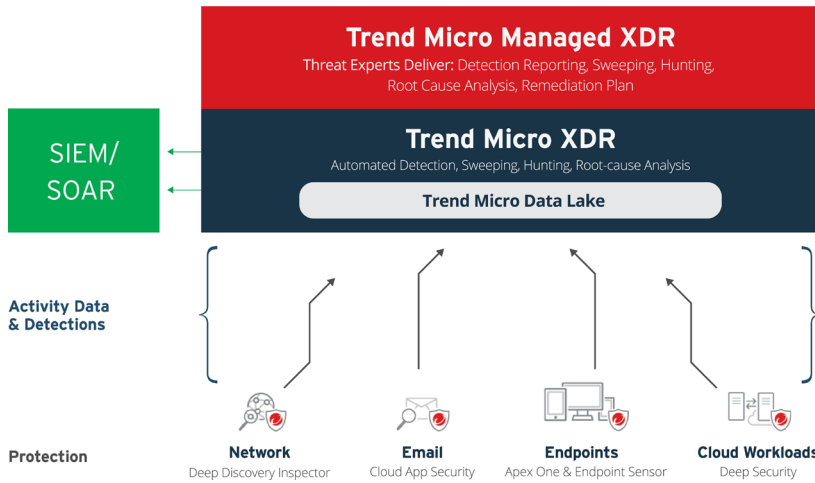 Trend Micro Managed XDR
Threat Experts Deliver: Detection Reporting, Sweeping, Hunting,
Root Cause Analysis, Remediation Plan
SIEM/
SOAR
Trend Micro XDR
Automated Detection, Sweeping, Hunting, Root-cause Analysis
Trend Micro Data Lake
Activity Data
& Detections
Protection
Network
Deep Discovery Inspector
Email
Cloud App Security
Endpoints
Apex One & Endpoint Sensor
Cloud Workloads
Deep Security